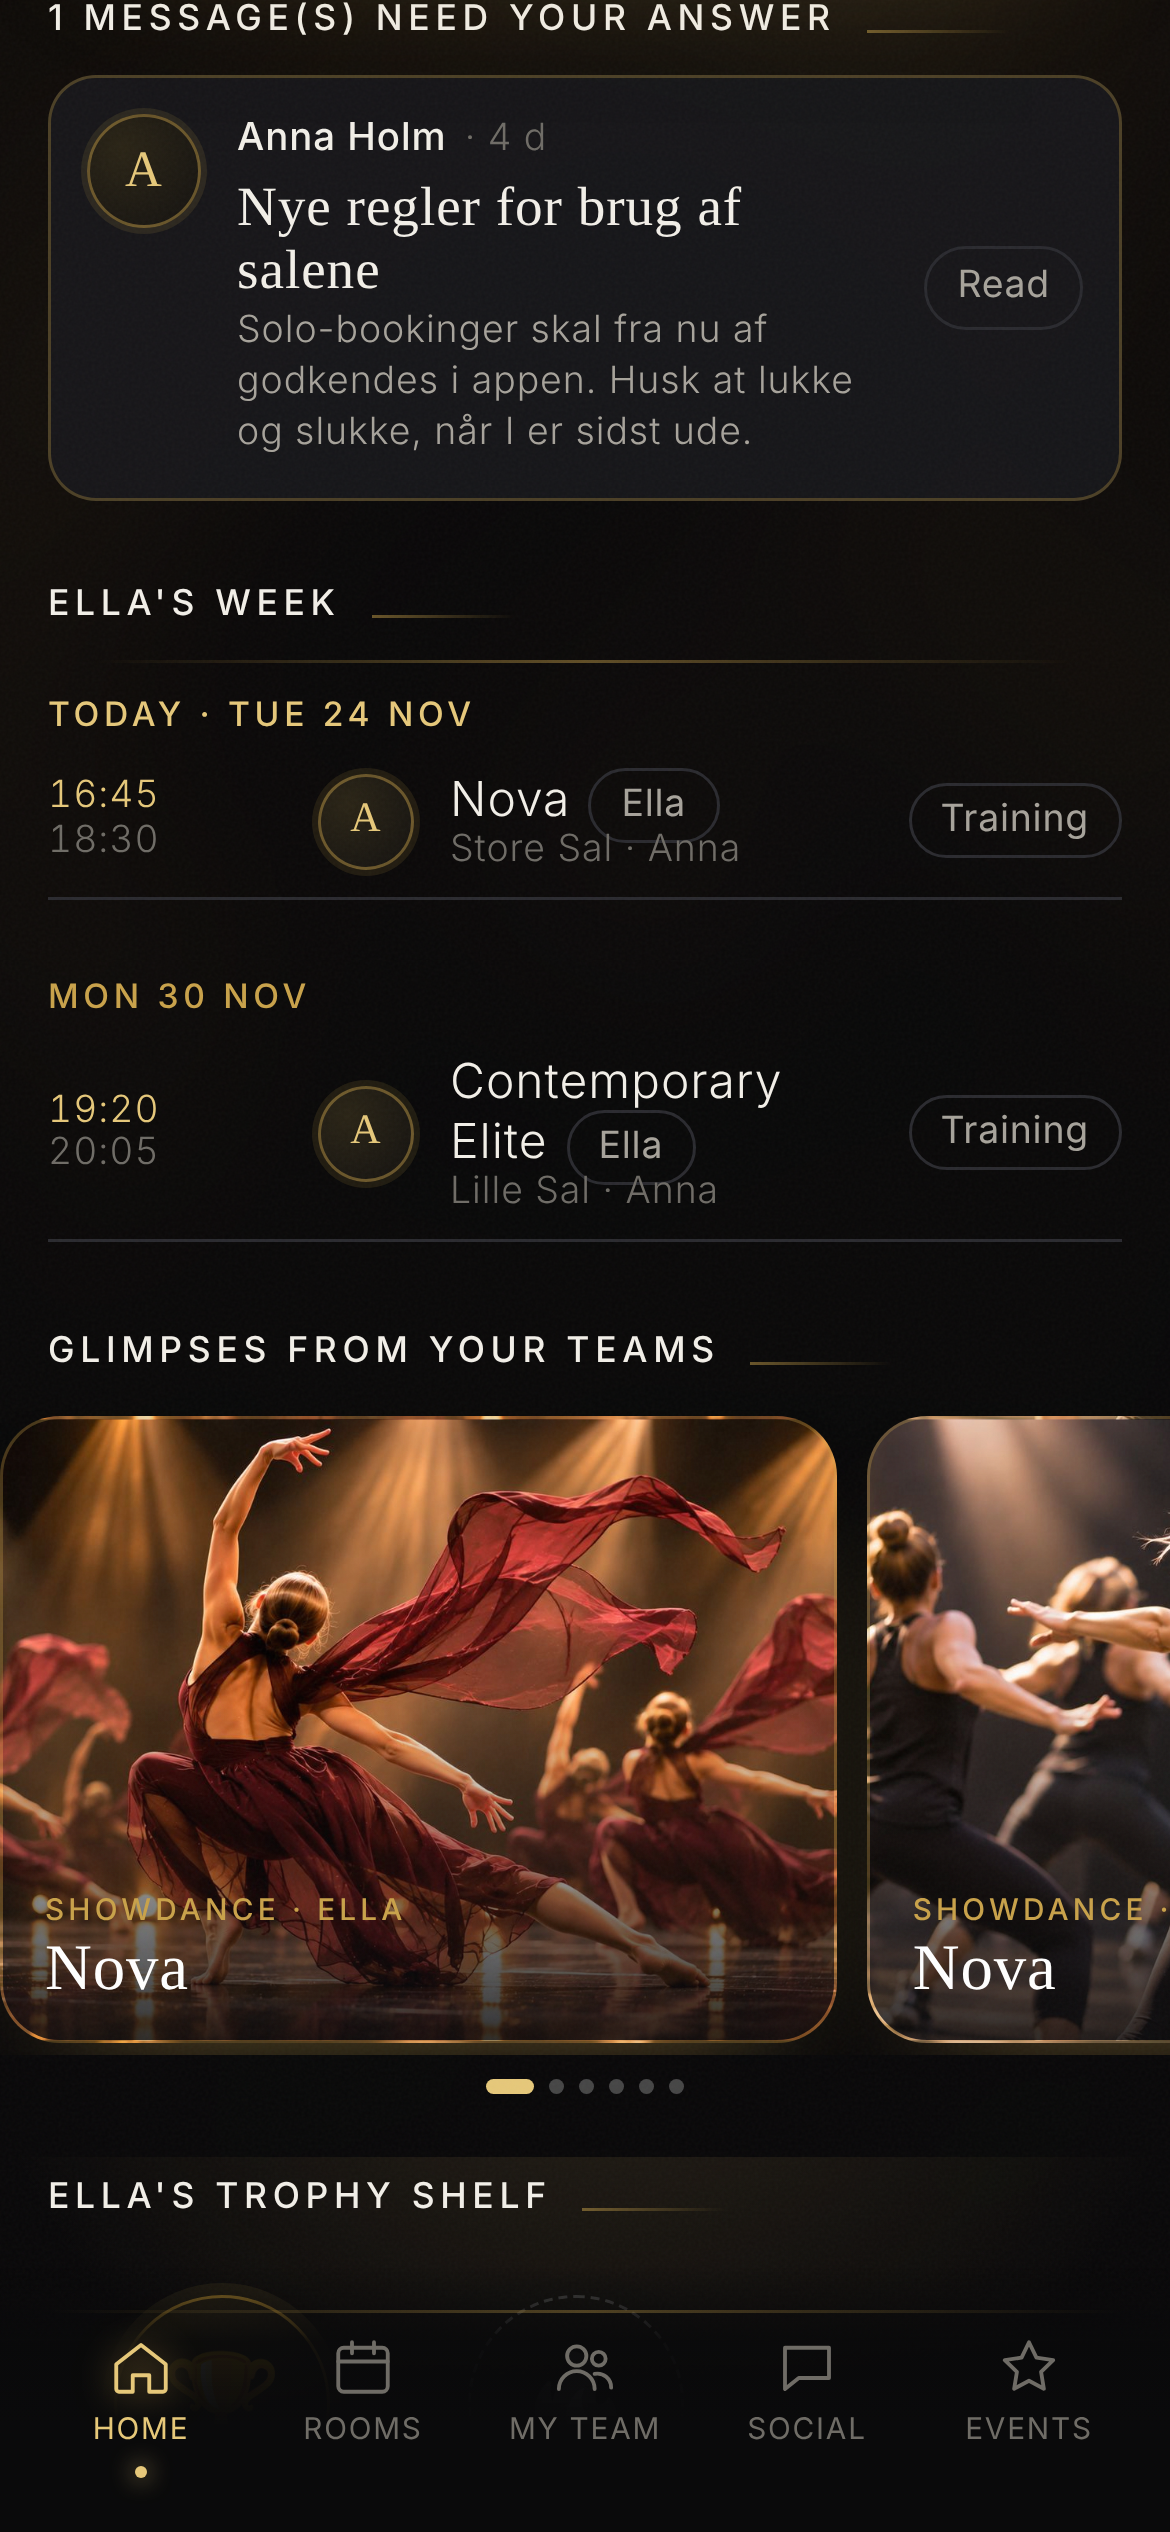 1 MESSAGE(S) NEED YOUR ANSWER
A
Anna Holm · 4 d
Nye regler for brug af
salene
Read
Solo-bookinger skal fra nu af
godkendes i appen. Husk at lukke
og slukke, når I er sidst ude.
ELLA'S WEEK
TODAY · TUE 24 NOV
16:45
18:30
A
Nova Ella
Store Sal · Anna
Training
MON 30 NOV
19:20
20:05
A
Contemporary
Elite Ella
Lille Sal · Anna
Training
GLIMPSES FROM YOUR TEAMS
SHOWDANCE · ELLA
Nova
SHOWDANCE ·
Nova
ELLA'S TROPHY SHELF
HOME
ROOMS
MY TEAM
SOCIAL
EVENTS